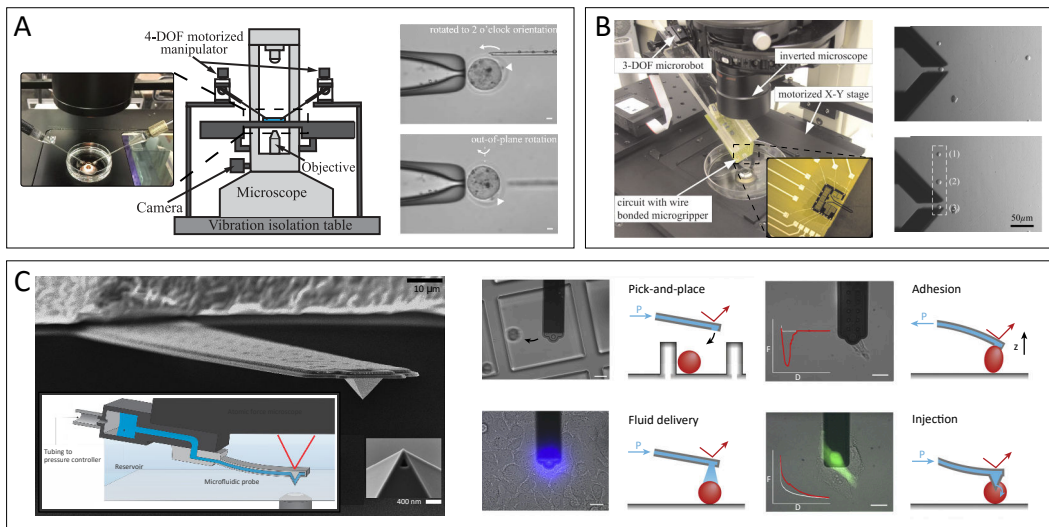 A
4-DOF motorized
manipulator
Objective
Microscope
Camera
Vibration isolation table
rotated to 2 o'clock orientation
out-of-plane rotation
B
3-DOF microrobot
inverted microscope
motorized X-Y stage
circuit with wire
bonded microgripper
(1)
(2)
(3)
50μm
C
10 μm
Tubing to
pressure controller
Reservoir
Microfluidic probe
400 nm
Pick-and-place
P
Adhesion
F
D
P
z
Fluid delivery
P
Injection
F
D
P